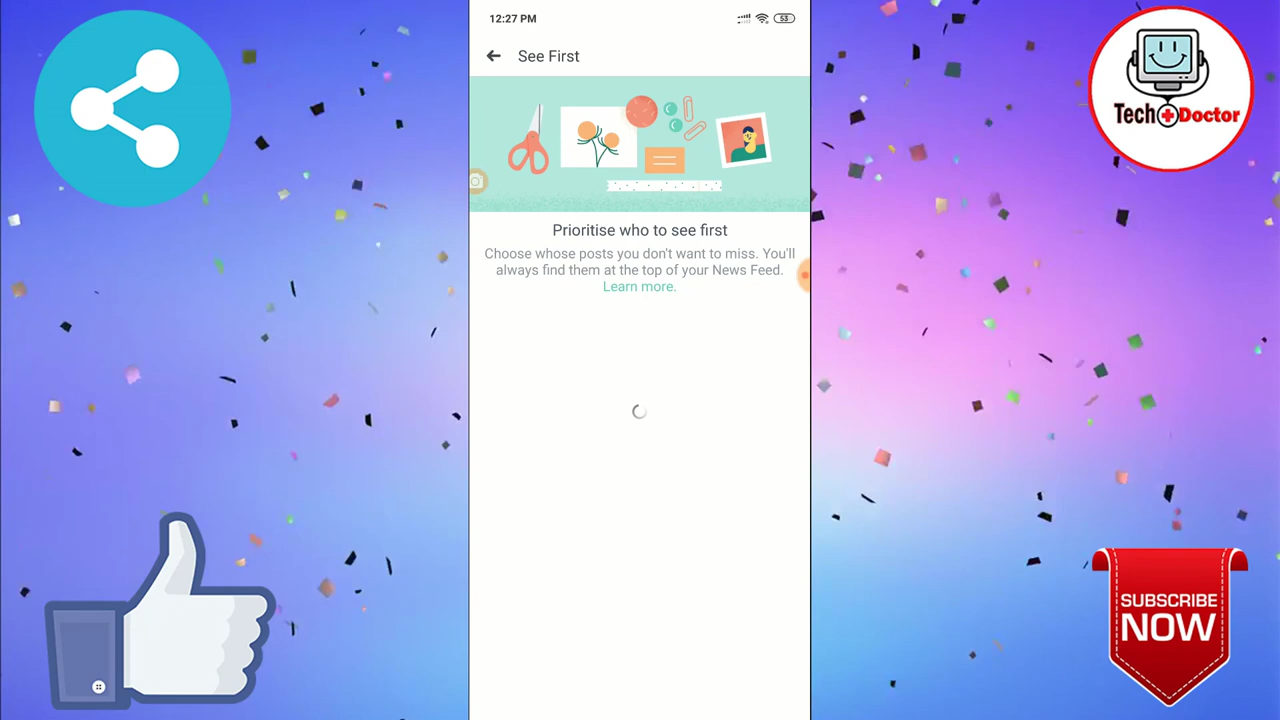 12:27 PM
53
See First
Prioritise who to see first
Choose whose posts you don't want to miss. You'll
always find them at the top of your News Feed.
Learn more.
Tech Doctor
SUBSCRIBE
NOW